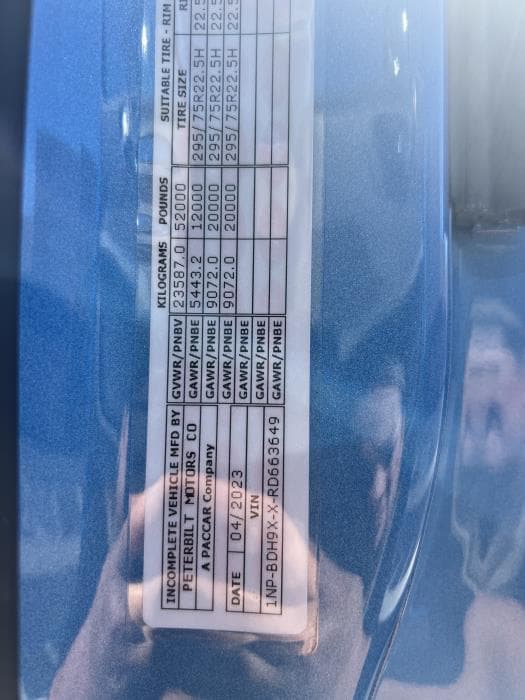 INCOMPLETE VEHICLE MFD BY
PETERBILT MOTORS CO
A PACCAR Company
DATE 04/2023
VIN
1NP-BDH9X-X-RD663649
KILOGRAMS POUNDS SUITABLE TIRE - RIM
TIRE SIZE
GVWR/PNBV 23587.0 52000
GAWR/PNBE 5443.2 12000 295/75R22.5H 22.5
GAWR/PNBE 9072.0 20000 295/75R22.5H 22.5
GAWR/PNBE 9072.0 20000 295/75R22.5H 22.5
GAWR/PNBE
GAWR/PNBE
GAWR/PNBE